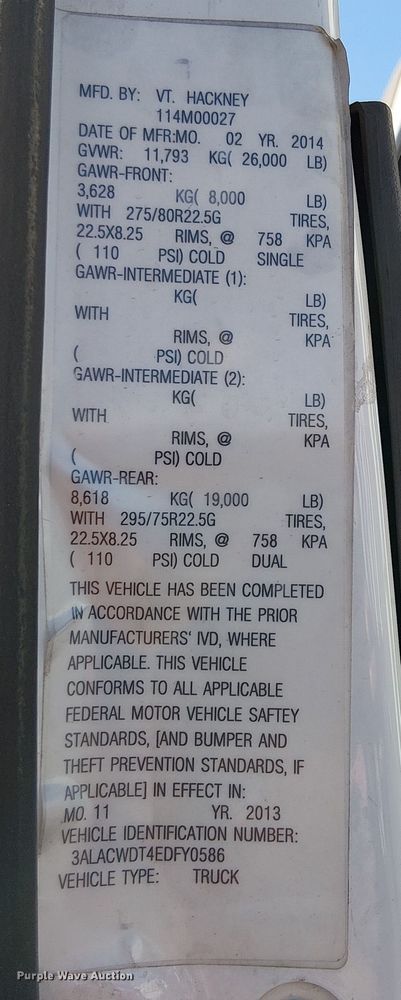 MFD. BY: VT. HACKNEY
114M00027
DATE OF MFR:MO. 02 YR. 2014
GVWR: 11,793 KG( 26,000 LB)
GAWR-FRONT:
3,628 KG( 8,000 LB)
WITH 275/80R22.5G TIRES,
22.5X8.25 RIMS, @ 758 KPA
( 110 PSI) COLD SINGLE
GAWR-INTERMEDIATE (1):
KG( LB)
WITH TIRES,
RIMS, @ KPA
( PSI) COLD
GAWR-INTERMEDIATE (2):
KG( LB)
WITH TIRES,
RIMS, @ KPA
( PSI) COLD
GAWR-REAR:
8,618 KG( 19,000 LB)
WITH 295/75R22.5G TIRES,
22.5X8.25 RIMS, @ 758 KPA
( 110 PSI) COLD DUAL
THIS VEHICLE HAS BEEN COMPLETED
IN ACCORDANCE WITH THE PRIOR
MANUFACTURERS' IVD, WHERE
APPLICABLE. THIS VEHICLE
CONFORMS TO ALL APPLICABLE
FEDERAL MOTOR VEHICLE SAFTEY
STANDARDS, [AND BUMPER AND
THEFT PREVENTION STANDARDS, IF
APPLICABLE] IN EFFECT IN:
MO. 11 YR. 2013
VEHICLE IDENTIFICATION NUMBER:
3ALACWDT4EDFY0586
VEHICLE TYPE: TRUCK
Purple Wave Auction